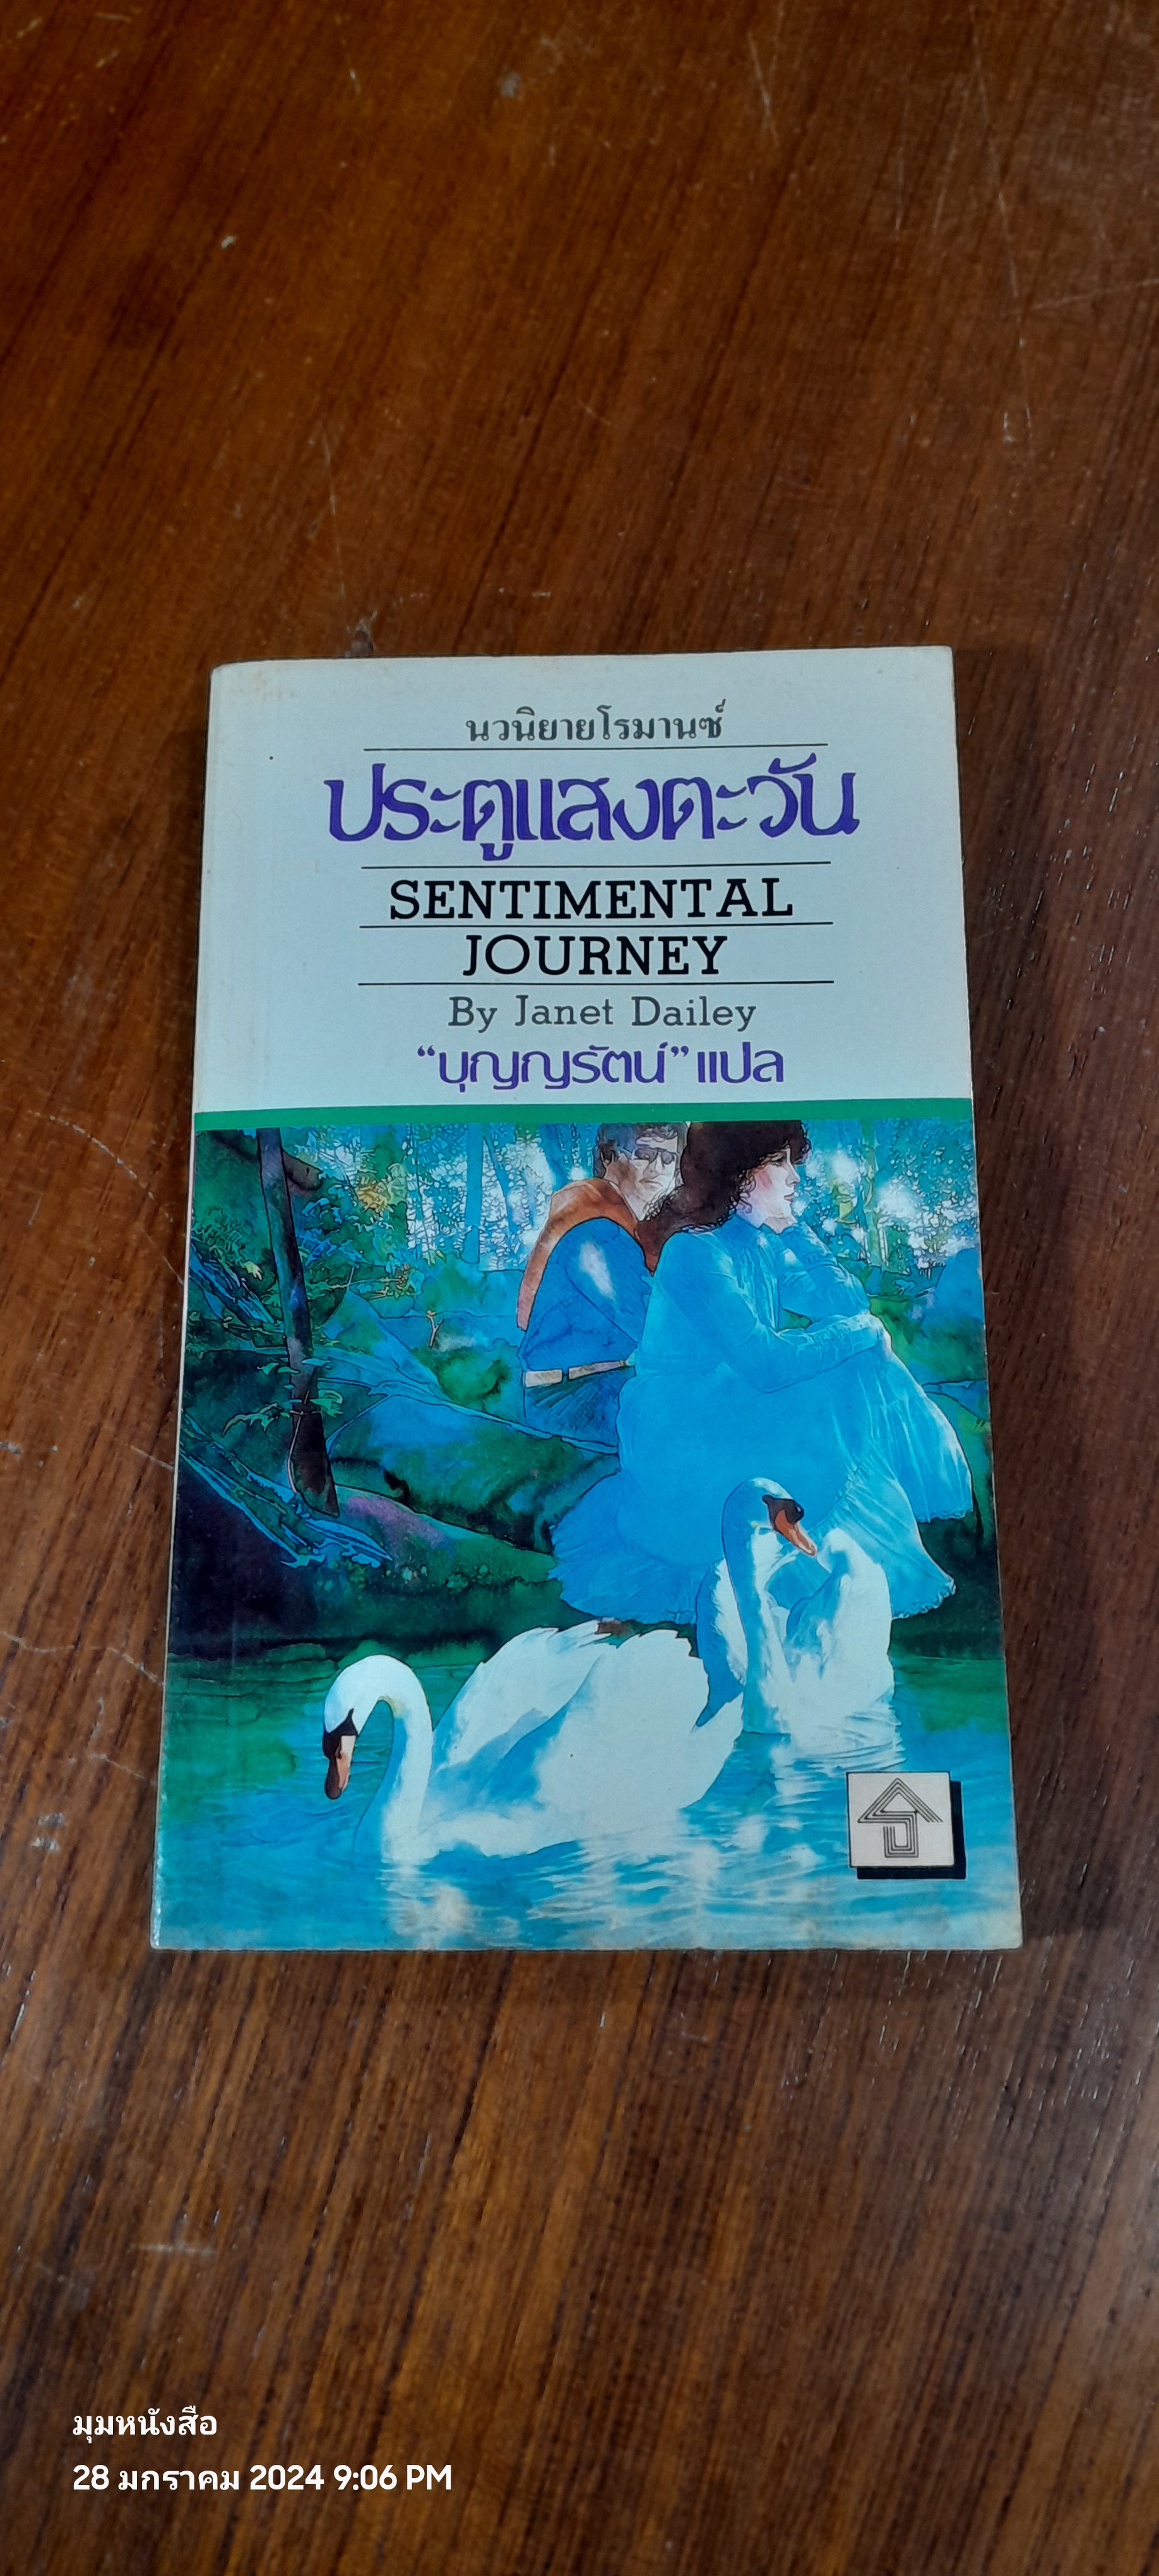 นวนิยายโรมานซ์
ประตูแสงตะวัน
SENTIMENTAL
JOURNEY
By Janet Dailey
“บุญญรัตน์” แปล
มุมหนังสือ
28 มกราคม 2024 9:06 PM